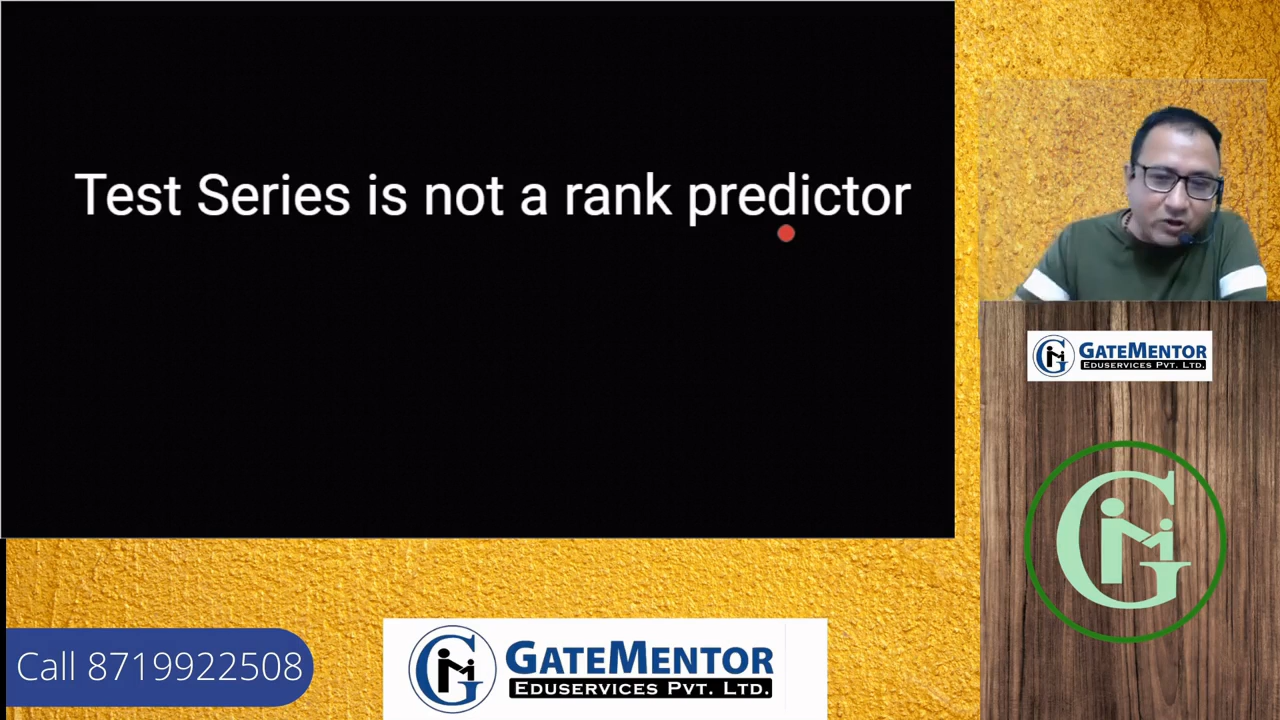 Test Series is not a rank predictor
GATEMENTOR
EDUSERVICES PVT. LTD.
Call 8719922508
GATEMENTOR
EDUSERVICES PVT. LTD.